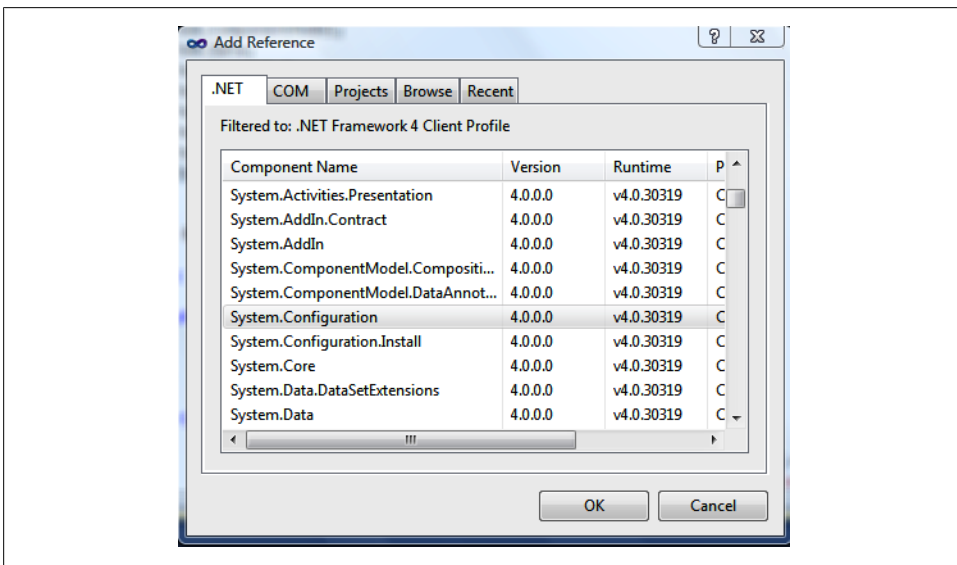 Add Reference
.NET COM Projects Browse Recent
Filtered to: .NET Framework 4 Client Profile
Component Name Version Runtime P
System.Activities.Presentation 4.0.0.0 v4.0.30319 C
System.AddIn.Contract 4.0.0.0 v4.0.30319 C
System.AddIn 4.0.0.0 v4.0.30319 C
System.ComponentModel.Compositi... 4.0.0.0 v4.0.30319 C
System.ComponentModel.DataAnnot... 4.0.0.0 v4.0.30319 C
System.Configuration 4.0.0.0 v4.0.30319 C
System.Configuration.Install 4.0.0.0 v4.0.30319 C
System.Core 4.0.0.0 v4.0.30319 C
System.Data.DataSetExtensions 4.0.0.0 v4.0.30319 C
System.Data 4.0.0.0 v4.0.30319 C
OK Cancel